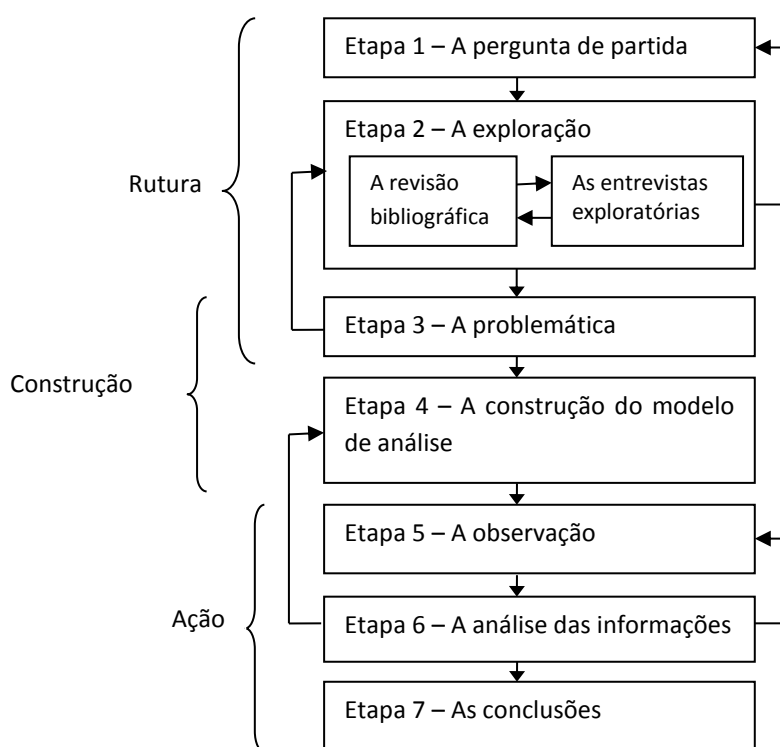 Etapa 1 – A pergunta de partida
Etapa 2 – A exploração
Rutura
A revisão
bibliográfica
As entrevistas
exploratórias
Etapa 3 – A problemática
Construção
Etapa 4 – A construção do modelo
de análise
Etapa 5 – A observação
Ação
Etapa 6 – A análise das informações
Etapa 7 – As conclusões